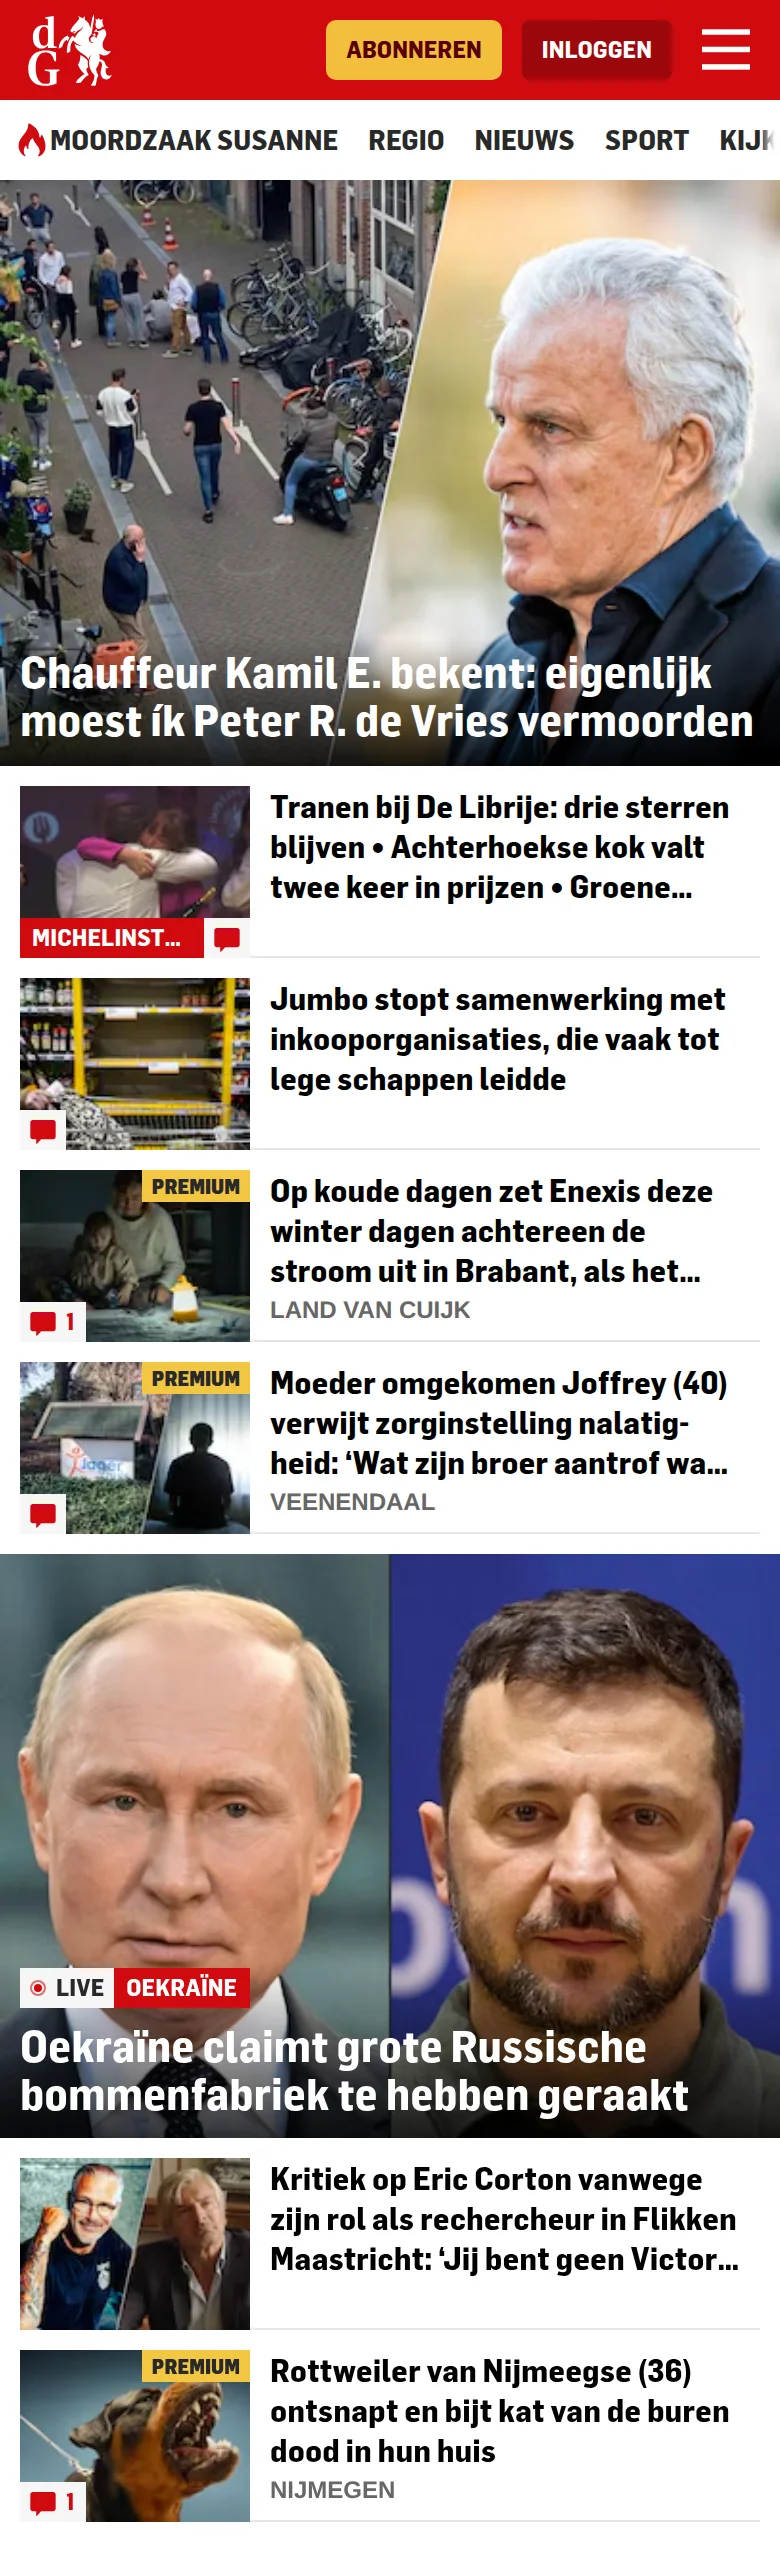 d
G
ABONNEREN
INLOGGEN
MOORDZAAK SUSANNE
REGIO
NIEUWS
SPORT
KIJK
Chauffeur Kamil E. bekent: eigenlijk
moest ík Peter R. de Vries vermoorden
Tranen bij De Librije: drie sterren
blijven • Achterhoekse kok valt
twee keer in prijzen • Groene...
MICHELINST...
Jumbo stopt samenwerking met
inkooporganisaties, die vaak tot
lege schappen leidde
PREMIUM
1
Op koude dagen zet Enexis deze
winter dagen achtereen de
stroom uit in Brabant, als het...
LAND VAN CUIJK
PREMIUM
Moeder omgekomen Joffrey (40)
verwijt zorginstelling nalatig-
heid: ‘Wat zijn broer aantrof wa...
VEENENDAAL
LIVE
OEKRAÏNE
Oekraïne claimt grote Russische
bommenfabriek te hebben geraakt
Kritiek op Eric Corton vanwege
zijn rol als rechercheur in Flikken
Maastricht: ‘Jij bent geen Victor...
PREMIUM
1
Rottweiler van Nijmeegse (36)
ontsnapt en bijt kat van de buren
dood in hun huis
NIJMEGEN